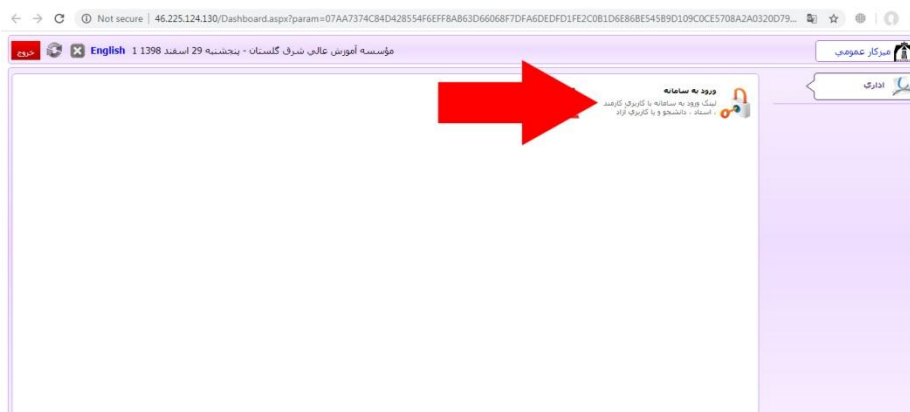 Not secure | 46.225.124.130/Dashboard.aspx?param=07AA7374C84D428554F6EFF8AB63D66068F7DFA6DEDFD1FE2C0B1D6E86BE545B9D109C0CE5708A2A0320D79...
میزکار عمومی
مؤسسه آموزش عالی شرق گلستان - پنجشنبه 29 اسفند 1398 1
English
خروج
اداری
ورود به سامانه
لینک ورود به سامانه با کاربری کارمند
، استاد ، دانشجو و یا کاربری آزاد